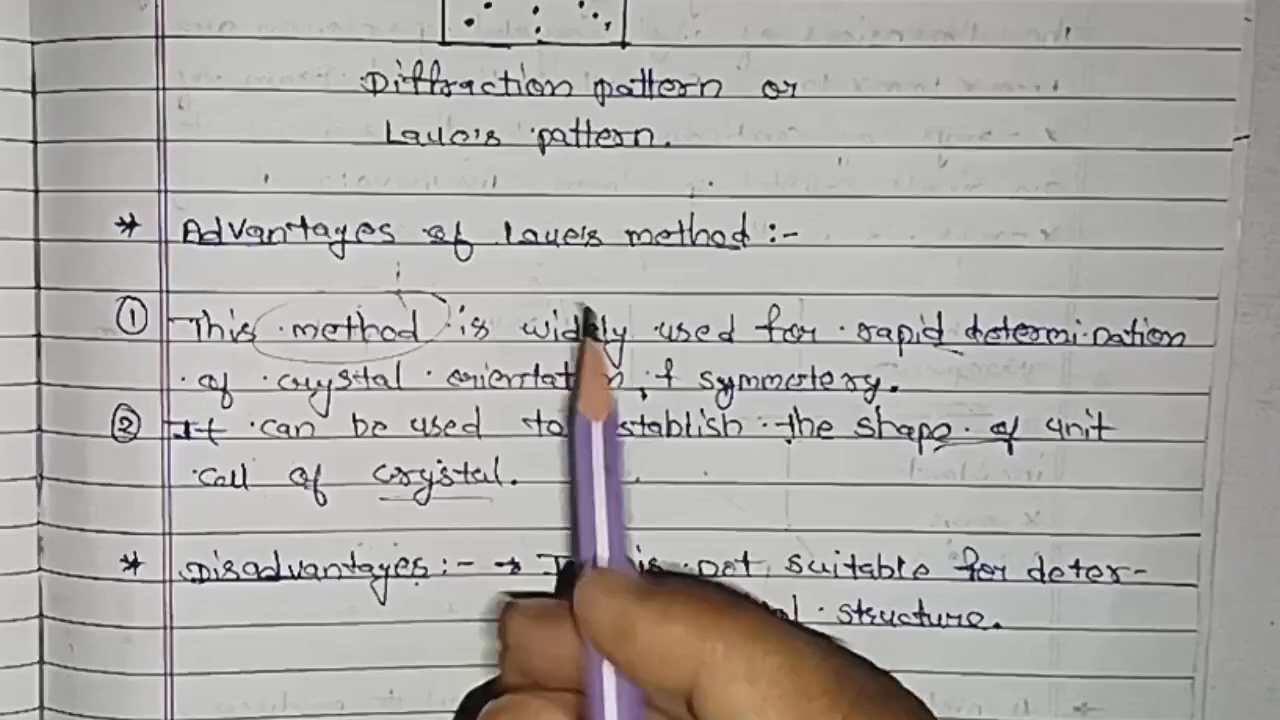 Diffraction pattern or
Laue's pattern.
* Advantages of Laue's method :-
① This method is widely used for rapid determination
of crystal orientation & symmetery.
② It can be used to establish the shape of unit
cell of crystal.
* Disadvantages :- → is not suitable for deter-
structure.